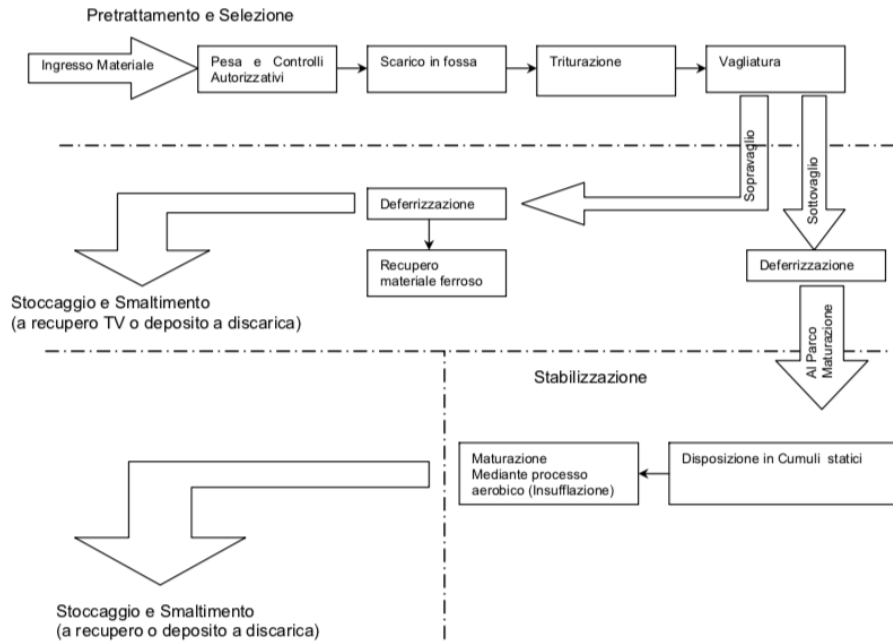 Pretrattamento e Selezione
Ingresso Materiale
Pesa e Controlli
Autorizzativi
Scarico in fossa
Triturazione
Vagliatura
Sopravaglio
Sottovaglio
Deferrizzazione
Recupero
materiale ferroso
Deferrizzazione
Stoccaggio e Smaltimento
(a recupero TV o deposito a discarica)
Al Parco
Maturazione
Stabilizzazione
Maturazione
Mediante processo
aerobico (Insufflazione)
Disposizione in Cumuli statici
Stoccaggio e Smaltimento
(a recupero o deposito a discarica)